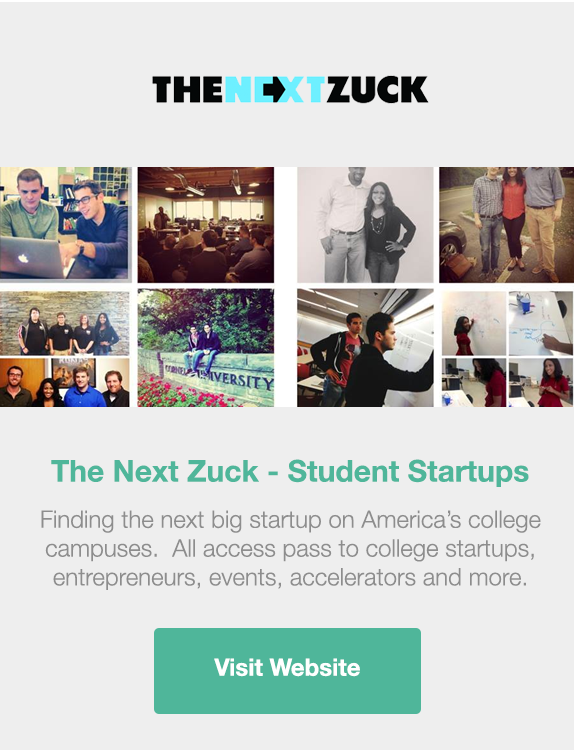 THENEXTZUCK
CORNELL UNIVERSITY
The Next Zuck - Student Startups
Finding the next big startup on America’s college
campuses.  All access pass to college startups,
entrepreneurs, events, accelerators and more.
Visit Website